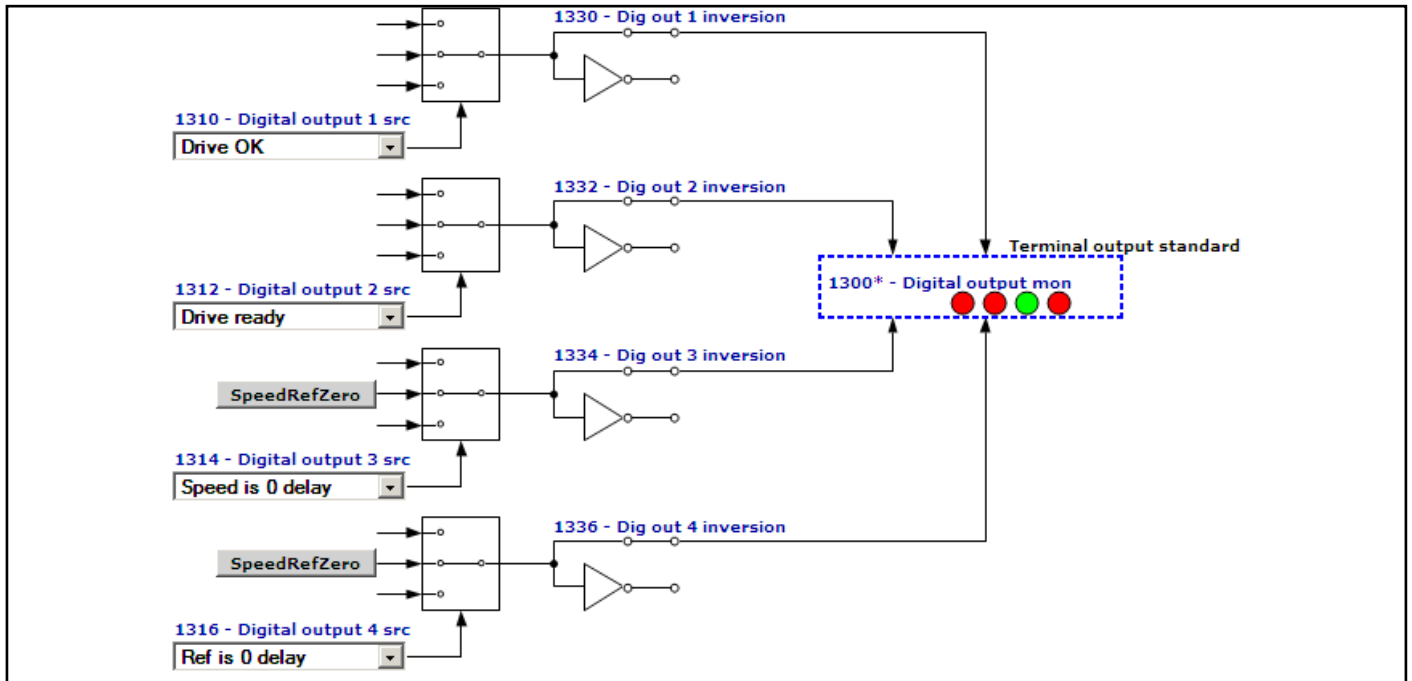 1330 - Dig out 1 inversion
1310 - Digital output 1 src
Drive OK
1332 - Dig out 2 inversion
1312 - Digital output 2 src
Drive ready
Terminal output standard
1300* - Digital output mon
1334 - Dig out 3 inversion
SpeedRefZero
1314 - Digital output 3 src
Speed is 0 delay
1336 - Dig out 4 inversion
SpeedRefZero
1316 - Digital output 4 src
Ref is 0 delay